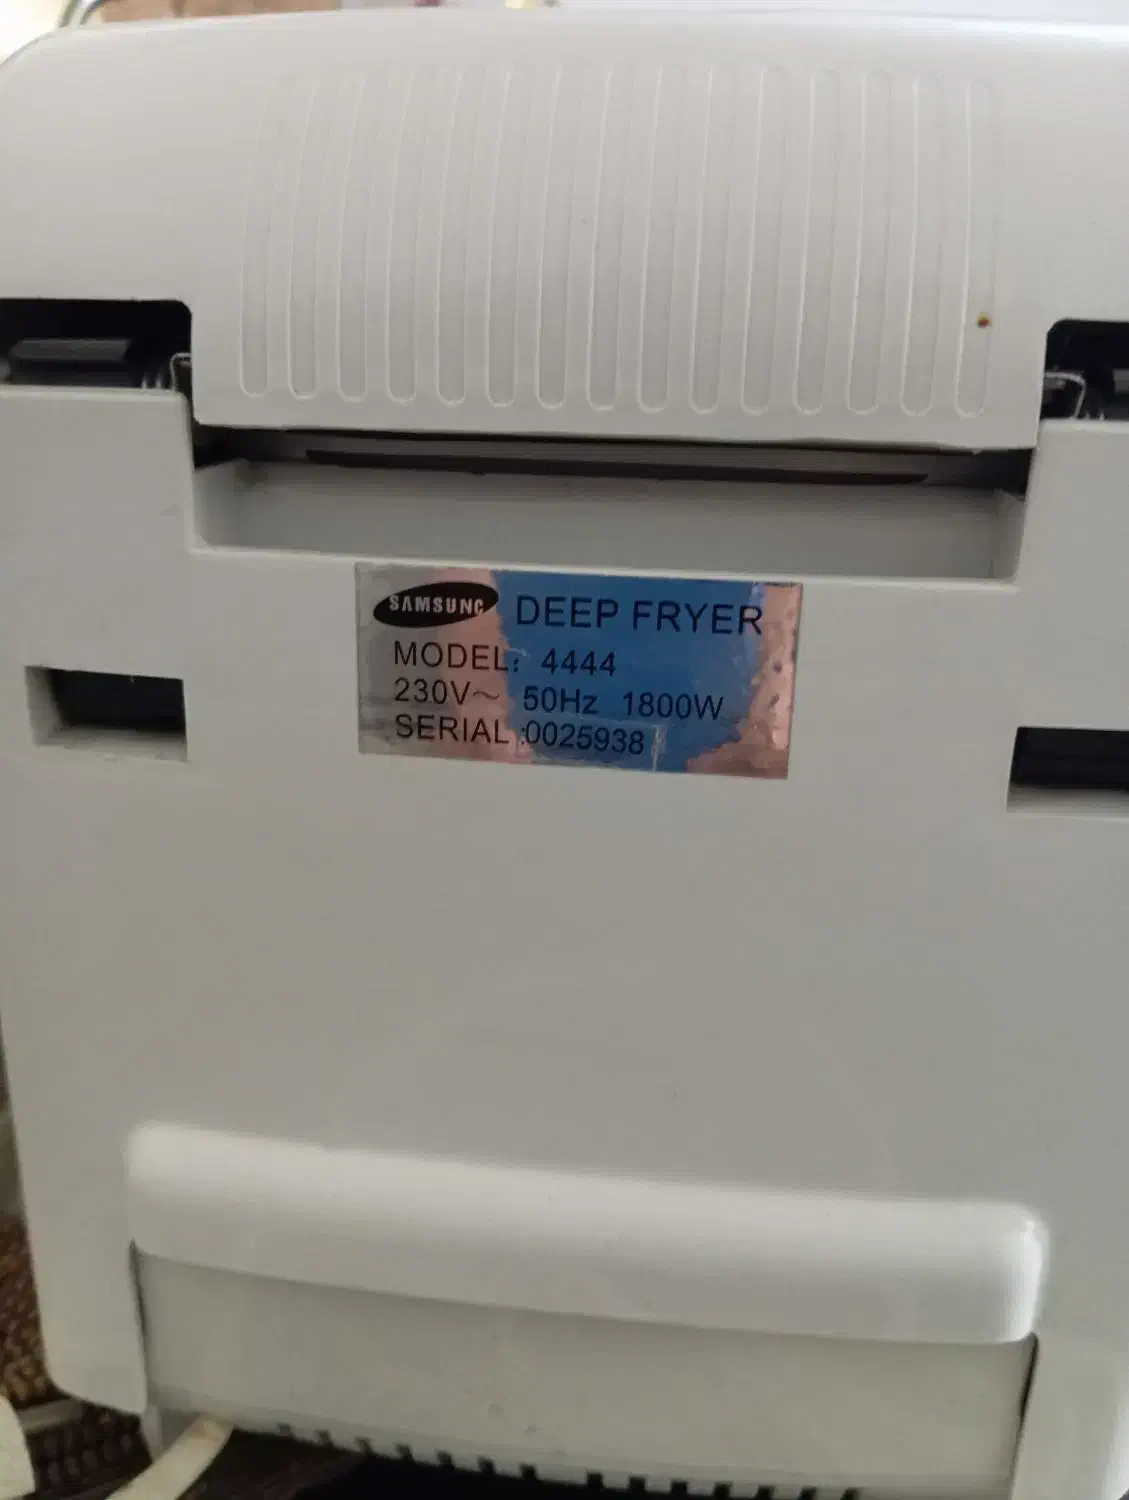 SAMSUNG DEEP FRYER
MODEL: 4444
230V~ 50Hz 1800W
SERIAL :0025938